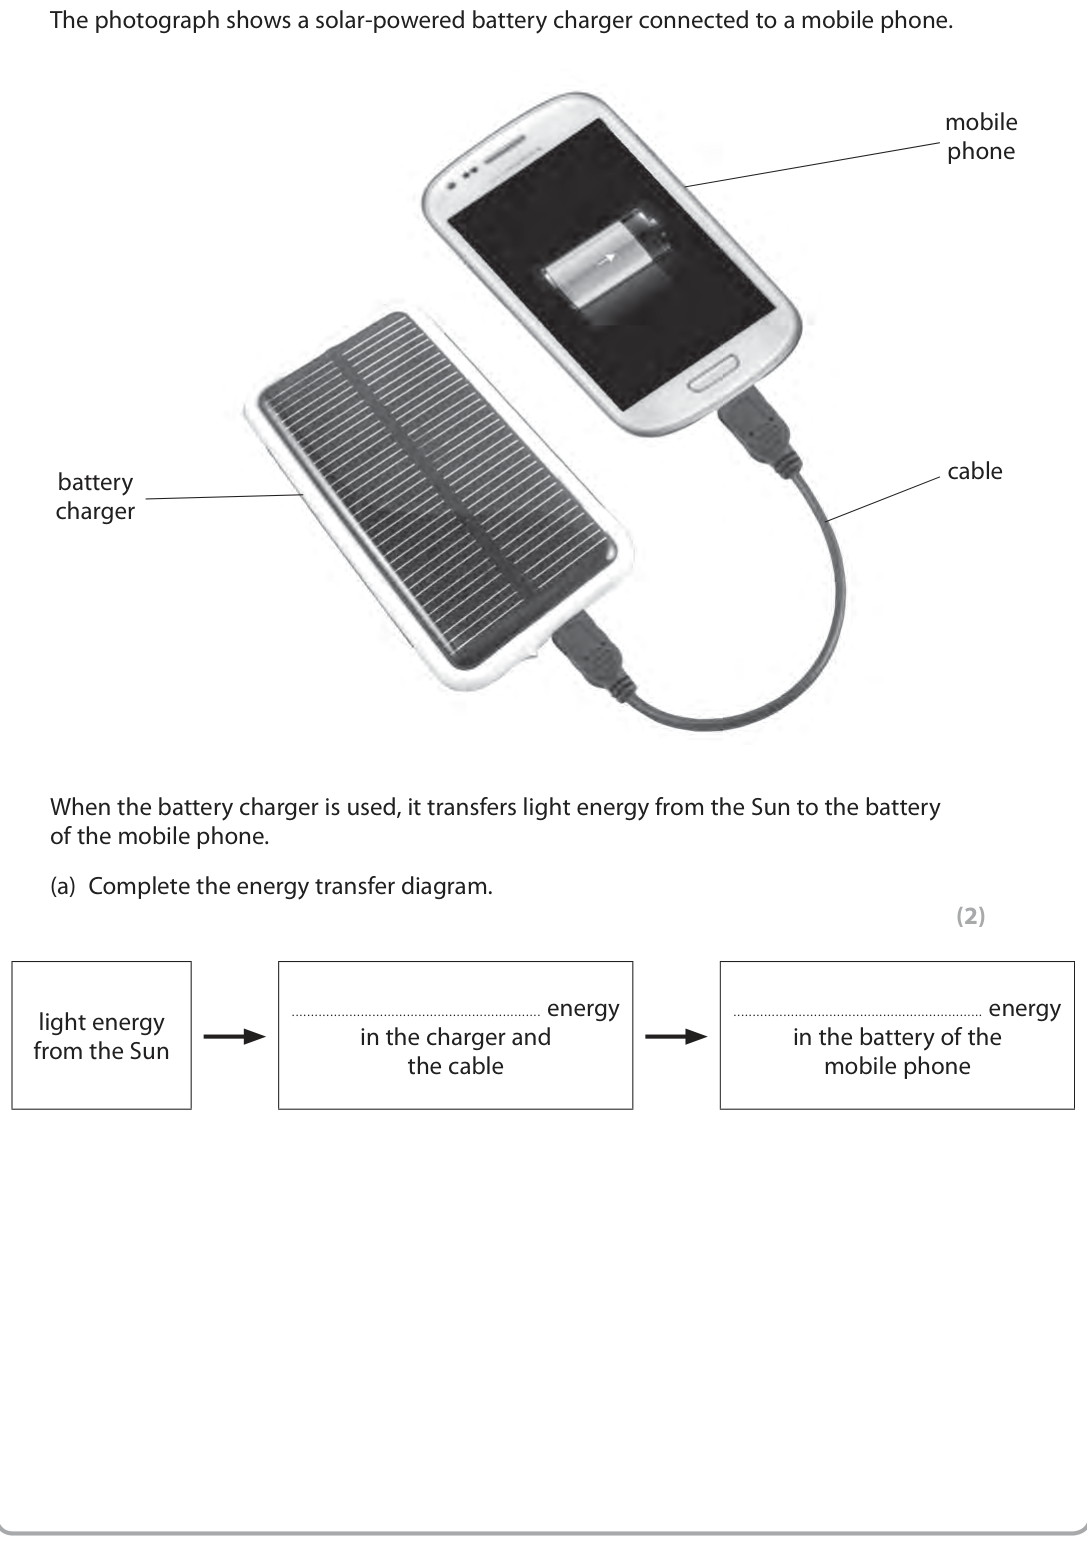 The photograph shows a solar-powered battery charger connected to a mobile phone.
mobile
phone
battery
charger
cable
When the battery charger is used, it transfers light energy from the Sun to the battery
of the mobile phone.
(a) Complete the energy transfer diagram.
(2)
light energy
from the Sun
.............................................................. energy
in the charger and
the cable
.............................................................. energy
in the battery of the
mobile phone